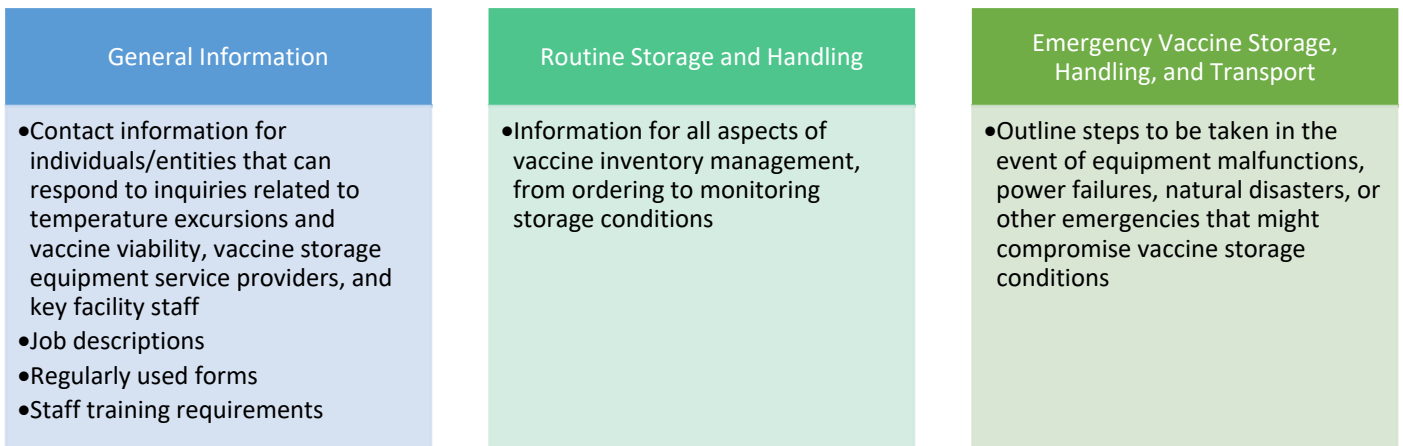 General Information
•Contact information for
individuals/entities that can
respond to inquiries related to
temperature excursions and
vaccine viability, vaccine storage
equipment service providers, and
key facility staff
•Job descriptions
•Regularly used forms
•Staff training requirements
Routine Storage and Handling
•Information for all aspects of
vaccine inventory management,
from ordering to monitoring
storage conditions
Emergency Vaccine Storage,
Handling, and Transport
•Outline steps to be taken in the
event of equipment malfunctions,
power failures, natural disasters, or
other emergencies that might
compromise vaccine storage
conditions